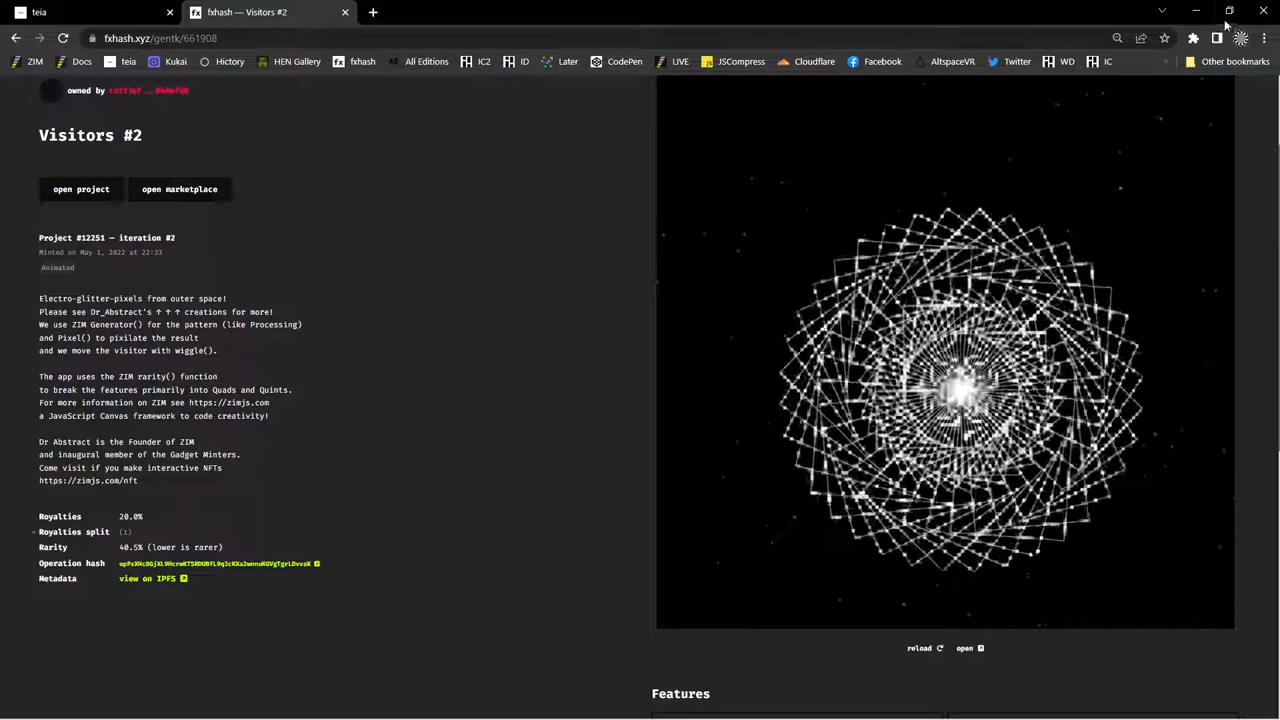 teia
fxhash — Visitors #2
fxhash.xyz/gentk/661908
ZIM
Docs
teia
Kukai
Hictory
HEN Gallery
fxhash
All Editions
IC2
ID
Later
CodePen
LIVE
JSCompress
Cloudflare
Facebook
AltspaceVR
Twitter
WD
IC
»
Other bookmarks
owned by
Visitors #2
open project
open marketplace
Project #12251 — iteration #2
Minted on May 1, 2022 at 22:33
Animated
Electro-glitter-pixels from outer space!
Please see Dr_Abstract's ↑ ↑ ↑ creations for more!
We use ZIM Generator() for the pattern (like Processing)
and Pixel() to pixilate the result
and we move the visitor with wiggle().
The app uses the ZIM rarity() function
to break the features primarily into Quads and Quints.
For more information on ZIM see https://zimjs.com
a JavaScript Canvas framework to code creativity!
Dr Abstract is the Founder of ZIM
and inaugural member of the Gadget Minters.
Come visit if you make interactive NFTs
https://zimjs.com/nft
Royalties 20.0%
Royalties split (1)
Rarity 40.5% (lower is rarer)
Operation hash
Metadata view on IPFS
reload
open
Features